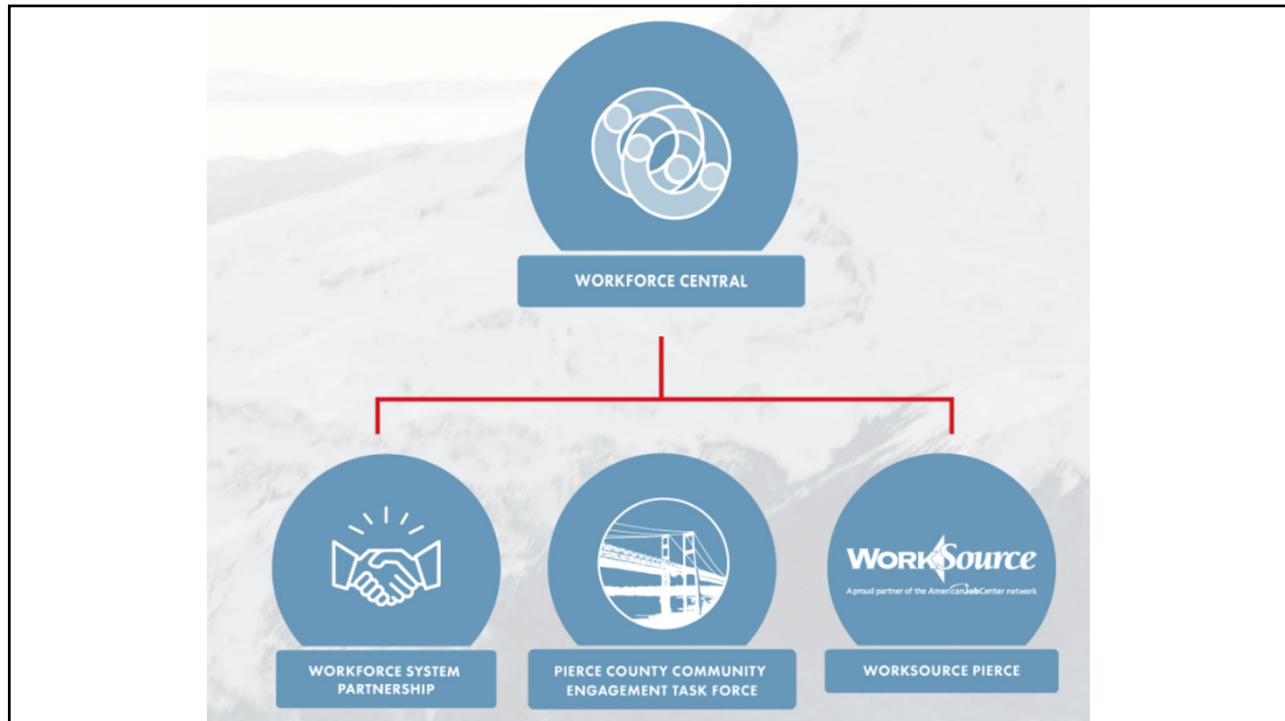 WORKFORCE CENTRAL
WORKFORCE SYSTEM
PARTNERSHIP
PIERCE COUNTY COMMUNITY
ENGAGEMENT TASK FORCE
WORKSource
A proud partner of the AmericanJobCenter network
WORKSOURCE PIERCE